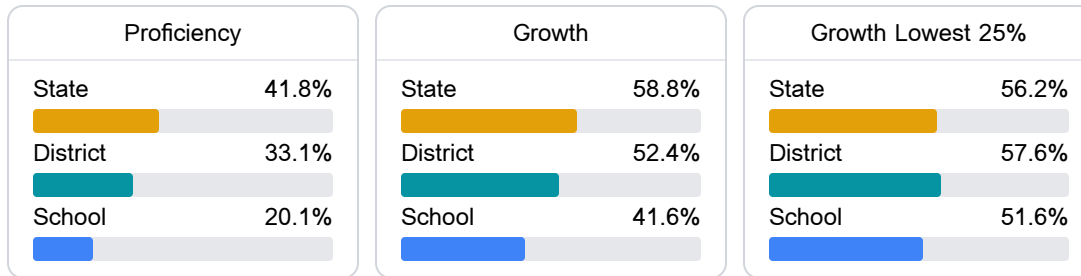 Proficiency
State 41.8%
District 33.1%
School 20.1%
Growth
State 58.8%
District 52.4%
School 41.6%
Growth Lowest 25%
State 56.2%
District 57.6%
School 51.6%